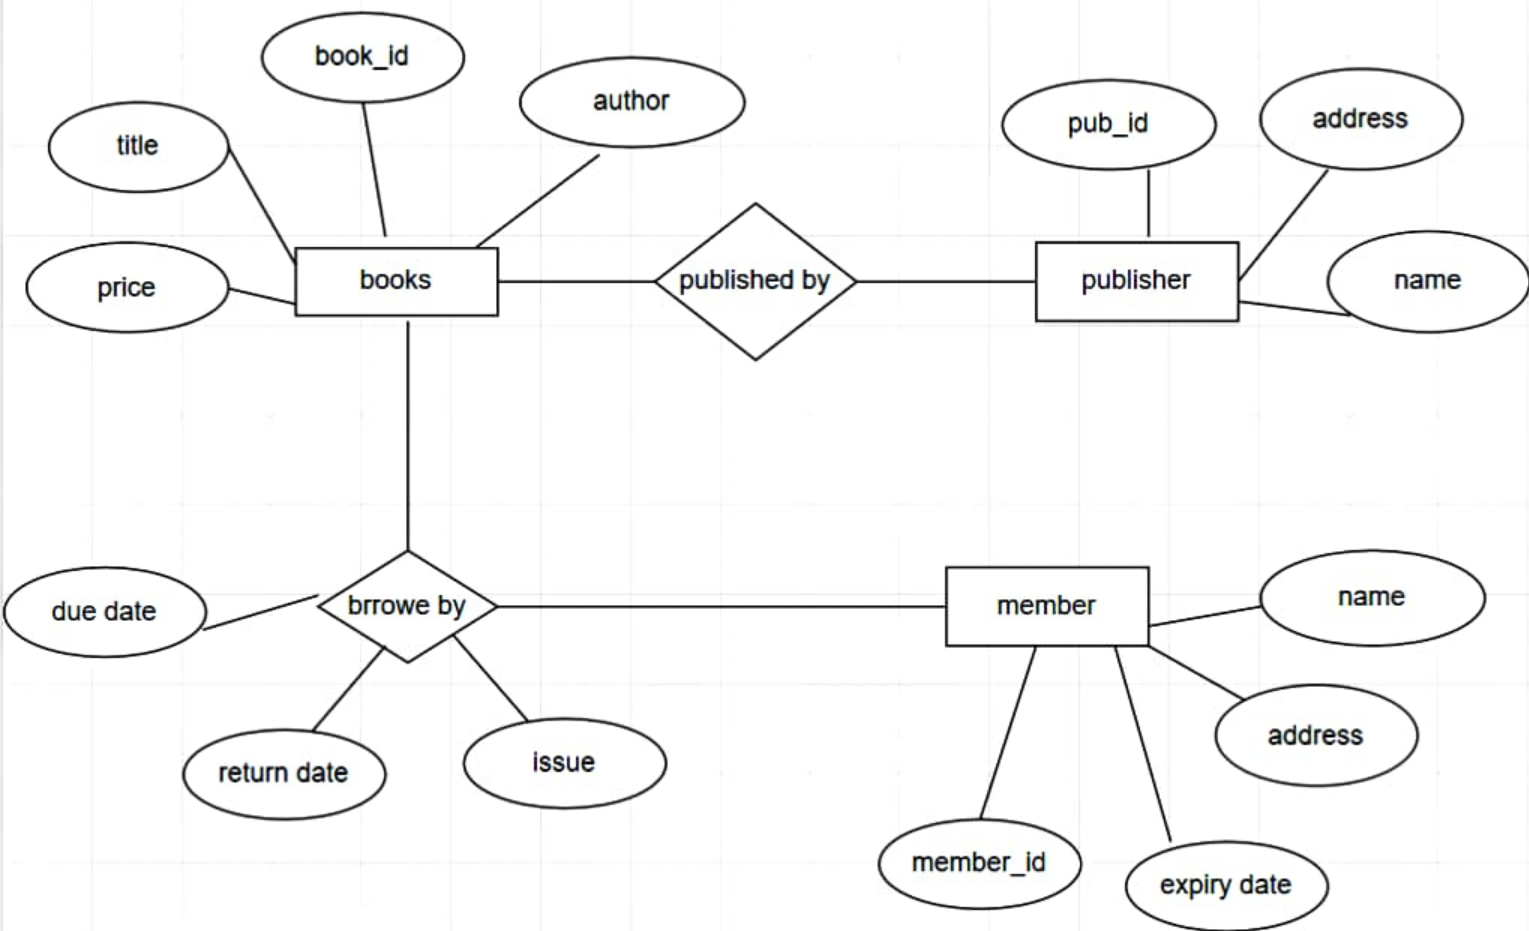 book_id
author
title
pub_id
address
price
books
published by
publisher
name
due date
brrowe by
member
name
return date
issue
address
member_id
expiry date